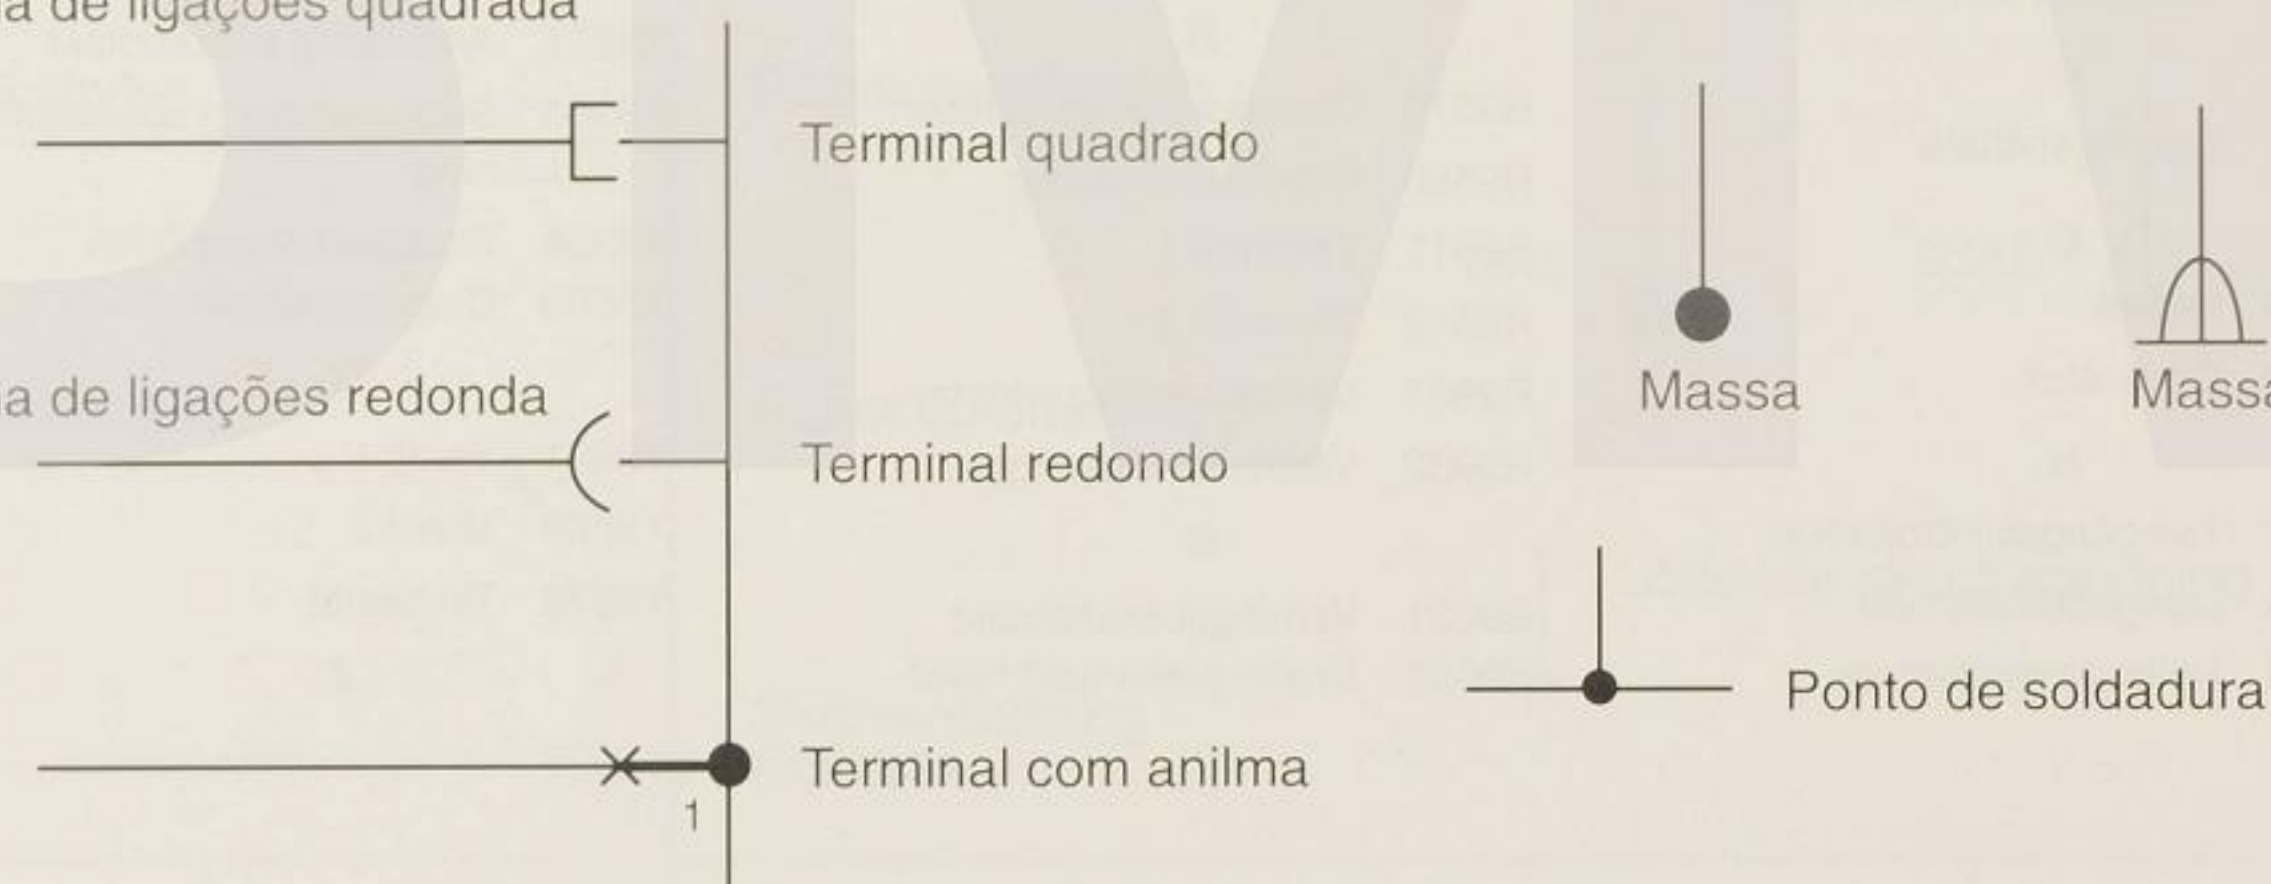 de ligações quadrada
Terminal quadrado
de ligações redonda
Massa
Massa
Terminal redondo
Ponto de soldadura
Terminal com anilma
1